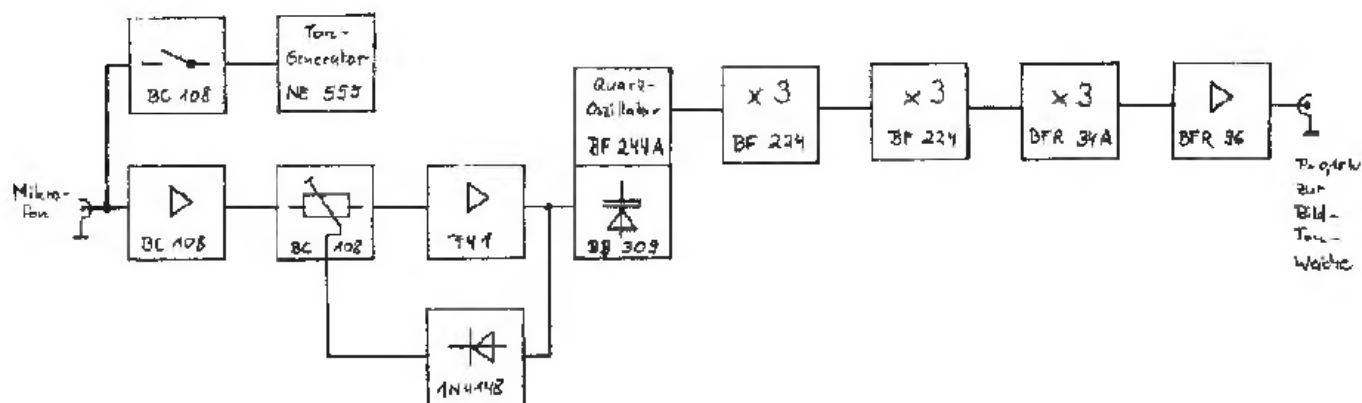 Ton-
Generator
NE 555
BC 108
Mikro-
fon
BC 108
BC 108
741
1N4148
Quarz-
Oszillator
BF 244A
BB 309
x 3
BF 224
x 3
BF 224
x 3
BFR 34A
BFR 96
zur
Bild-
Ton-
Weiche